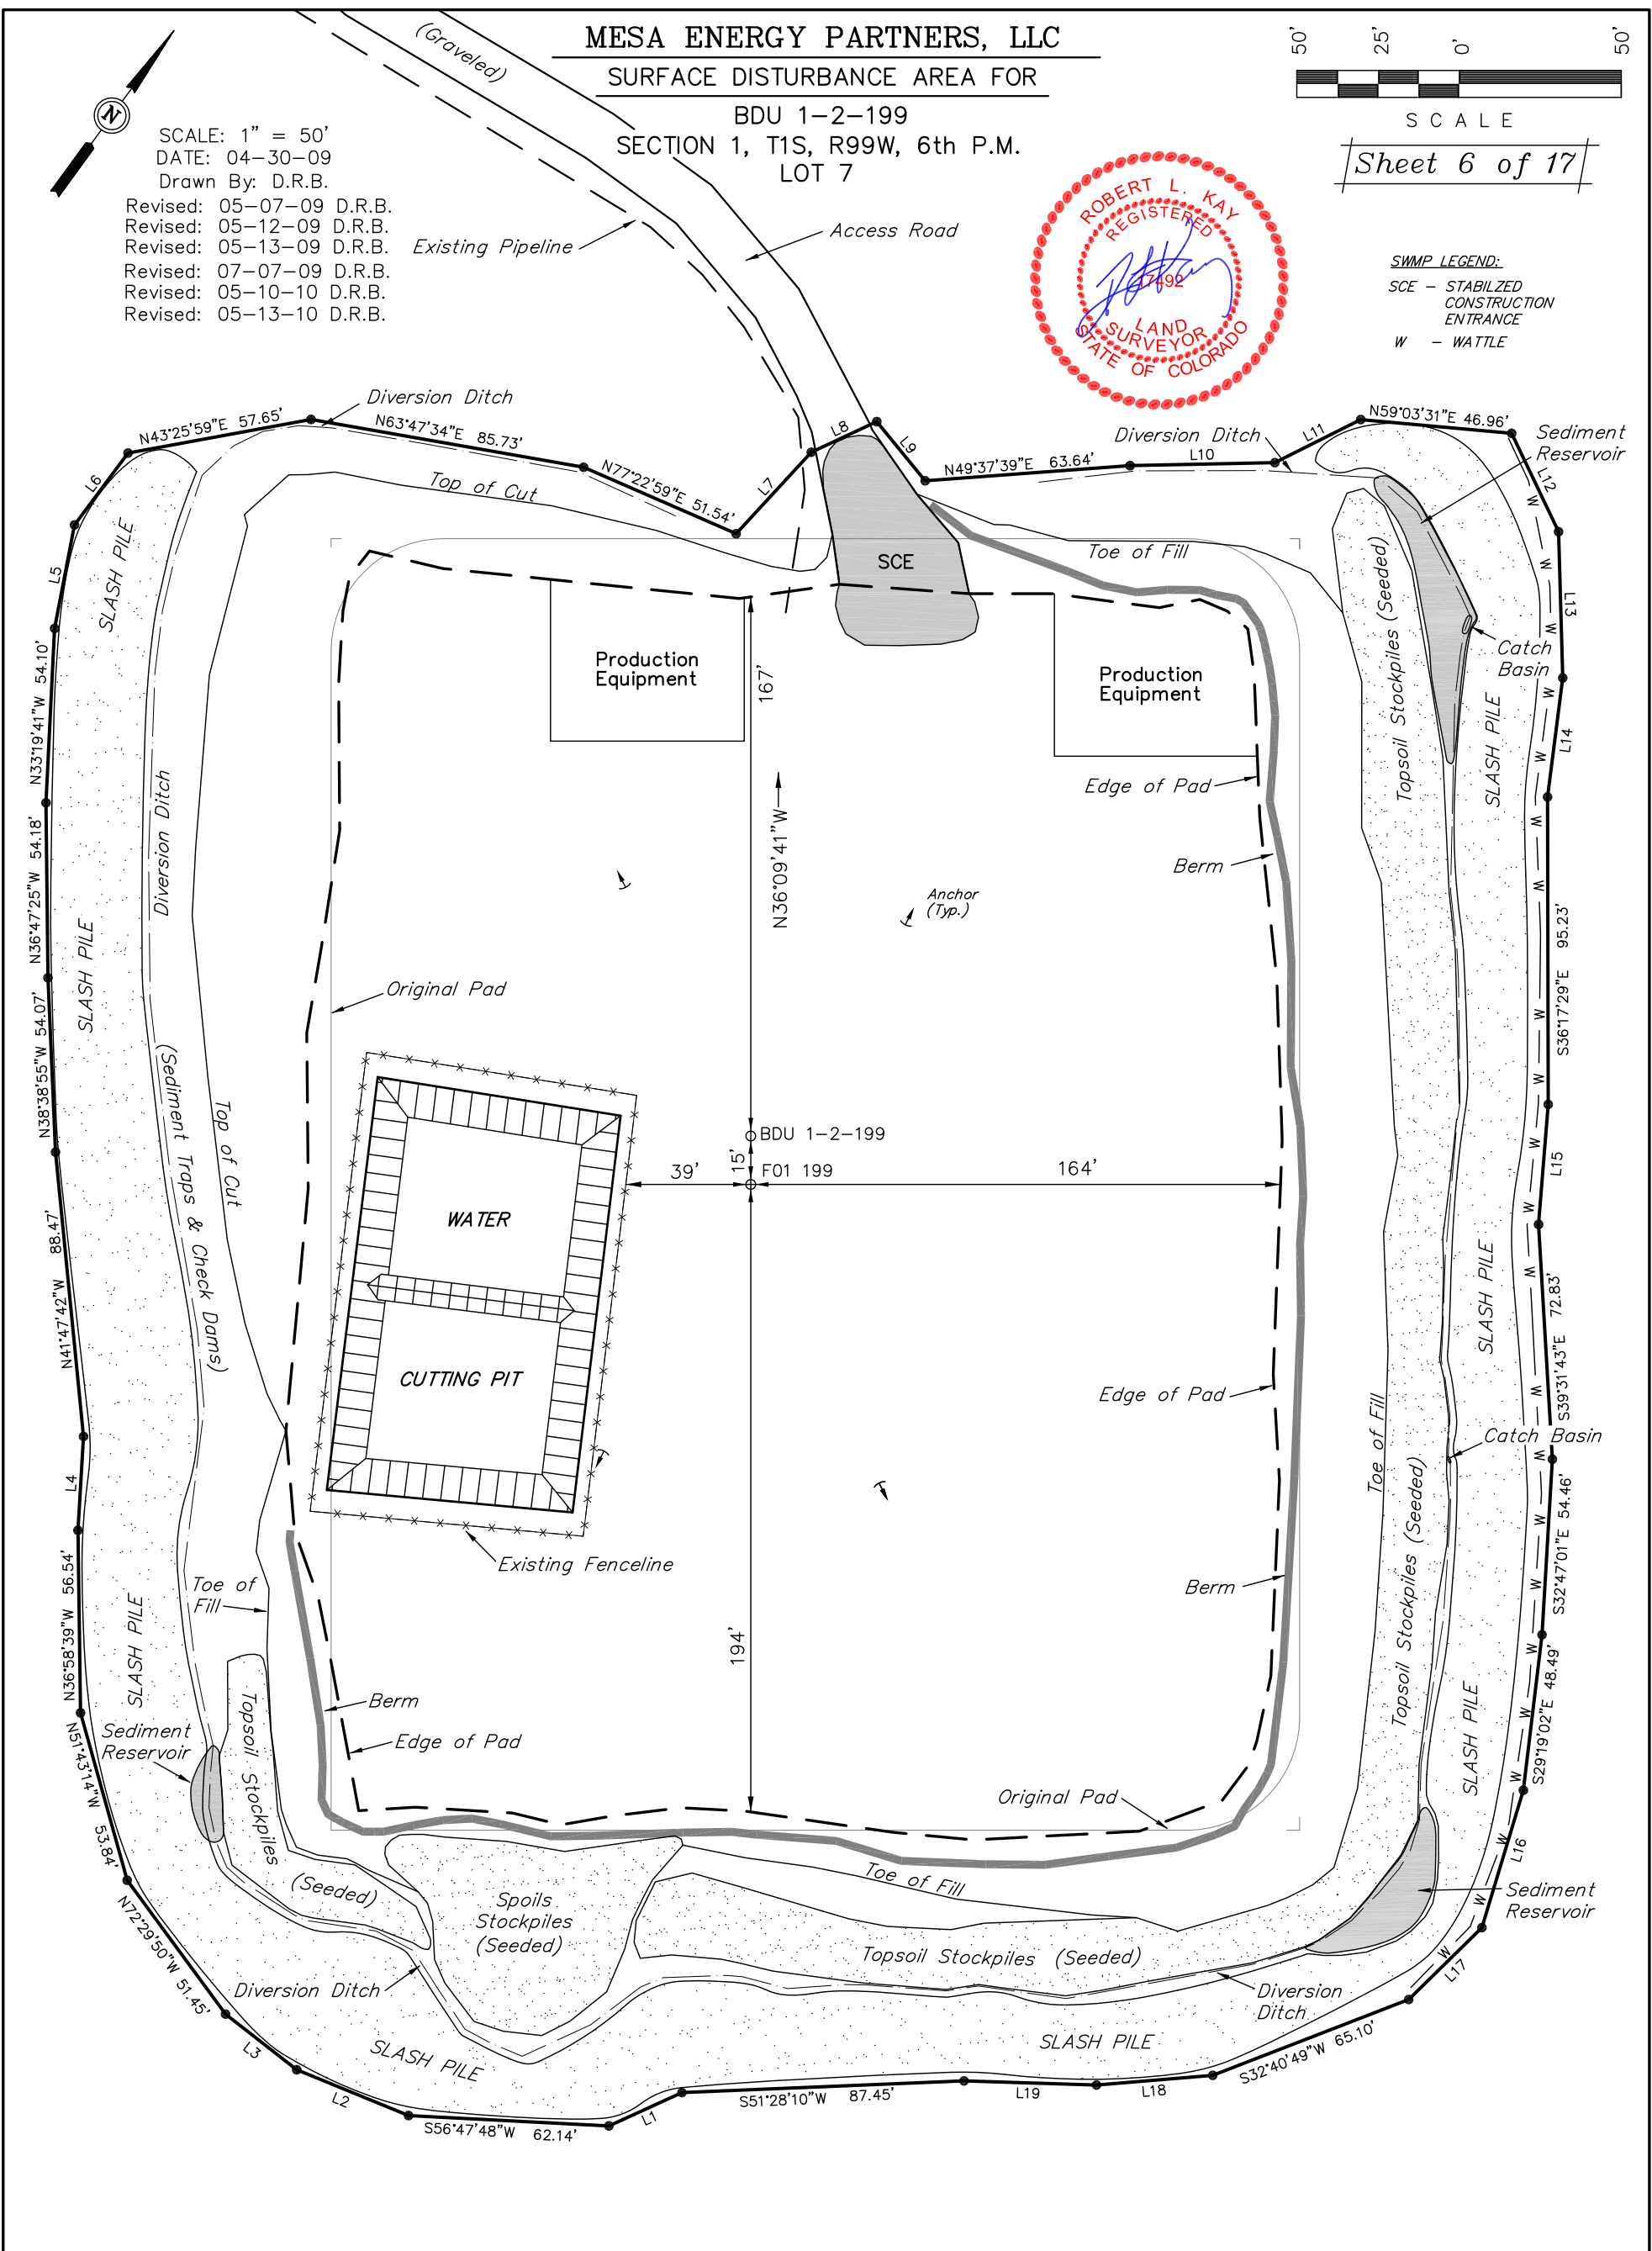 MESA ENERGY PARTNERS, LLC
SURFACE DISTURBANCE AREA FOR
BDU 1-2-199
SECTION 1, T1S, R99W, 6th P.M.
LOT 7
50'
25'
0'
50'
SCALE
Sheet 6 of 17
N
SCALE: 1" = 50'
DATE: 04-30-09
Drawn By: D.R.B.
Revised: 05-07-09 D.R.B.
Revised: 05-12-09 D.R.B.
Revised: 05-13-09 D.R.B.
Revised: 07-07-09 D.R.B.
Revised: 05-10-10 D.R.B.
Revised: 05-13-10 D.R.B.
(Graveled)
Existing Pipeline
Access Road
ROBERT L. KAY
REGISTERED
17492
LAND
SURVEYOR
STATE OF COLORADO
SWMP LEGEND:
SCE - STABILZED
CONSTRUCTION
ENTRANCE
W - WATTLE
Diversion Ditch
N43°25'59"E 57.65'
N63°47'34"E 85.73'
N77°22'59"E 51.54'
L6
L7
L8
L9
N49°37'39"E 63.64'
Diversion Ditch
L10
L11
N59°03'31"E 46.96'
Sediment
Reservoir
L12
Top of Cut
SCE
Toe of Fill
L5
SLASH PILE
Production
Equipment
Production
Equipment
Topsoil Stockpiles (Seeded)
L13
Catch
Basin
167'
N36°09'41"W
N33°19'41"W 54.10'
Edge of Pad
SLASH PILE
L14
Diversion Ditch
Berm
Anchor
(Typ.)
N36°47'25"W 54.18'
SLASH PILE
Original Pad
S36°17'29"E 95.23'
N38°38'55"W 54.07'
(Sediment Traps & Check Dams)
Top of Cut
BDU 1-2-199
15'
F01 199
39'
164'
L15
WATER
N41°47'42"W 88.47'
SLASH PILE
CUTTING PIT
S39°31'43"E 72.83'
Edge of Pad
Toe of Fill
Catch Basin
L4
Topsoil Stockpiles (Seeded)
S32°47'01"E 54.46'
Existing Fenceline
Toe of
Fill
Berm
N36°58'39"W 56.54'
SLASH PILE
194'
S29°19'02"E 48.49'
Berm
Topsoil Stockpiles
(Seeded)
Sediment
Reservoir
Edge of Pad
SLASH PILE
Original Pad
N51°43'14"W 53.84'
L16
Toe of Fill
Spoils
Stockpiles
(Seeded)
Sediment
Reservoir
N72°29'50"W 51.45'
Topsoil Stockpiles (Seeded)
Diversion Ditch
Diversion
Ditch
L17
L3
SLASH PILE
SLASH PILE
S32°40'49"W 65.10'
L2
S56°47'48"W 62.14'
L1
S51°28'10"W 87.45'
L19
L18
W W W W W W W W W W W W W W W W W W W